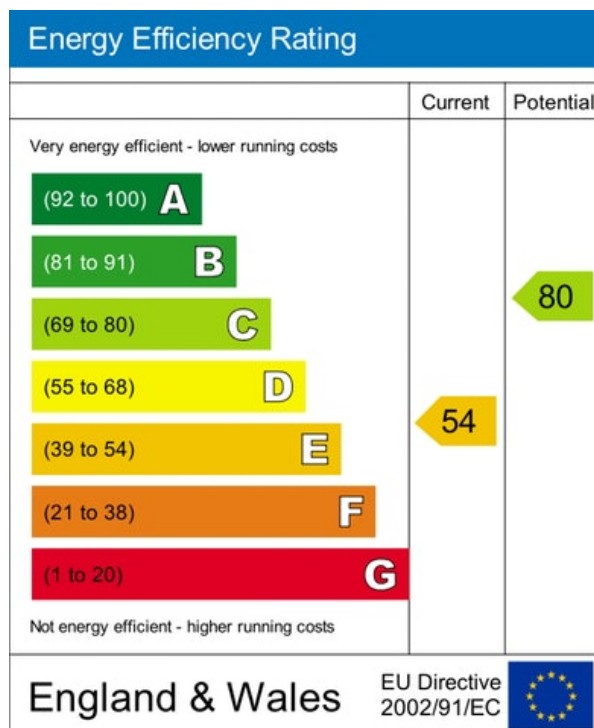 Energy Efficiency Rating
Current Potential
Very energy efficient - lower running costs
(92 to 100) A
(81 to 91) B
(69 to 80) C
(55 to 68) D
(39 to 54) E
(21 to 38) F
(1 to 20) G
80
54
Not energy efficient - higher running costs
England & Wales
EU Directive
2002/91/EC